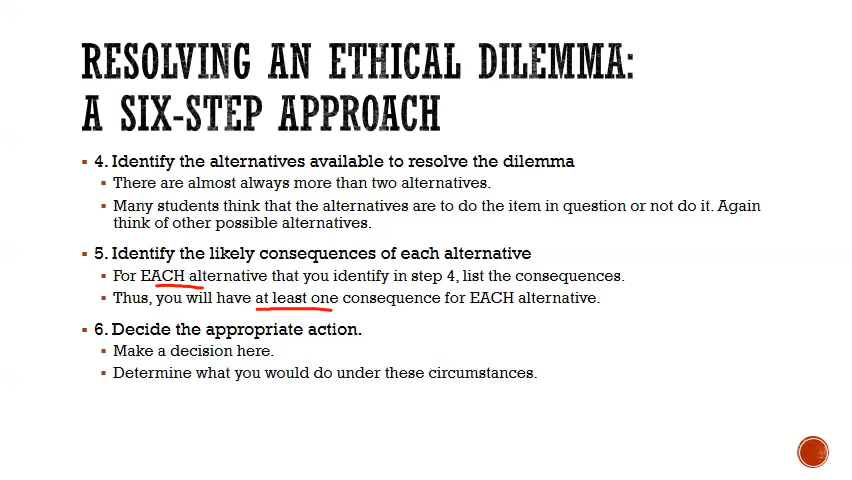 RESOLVING AN ETHICAL DILEMMA:
A SIX-STEP APPROACH
▪ 4. Identify the alternatives available to resolve the dilemma
▪ There are almost always more than two alternatives.
▪ Many students think that the alternatives are to do the item in question or not do it. Again
think of other possible alternatives.
▪ 5. Identify the likely consequences of each alternative
▪ For EACH alternative that you identify in step 4, list the consequences.
▪ Thus, you will have at least one consequence for EACH alternative.
▪ 6. Decide the appropriate action.
▪ Make a decision here.
▪ Determine what you would do under these circumstances.